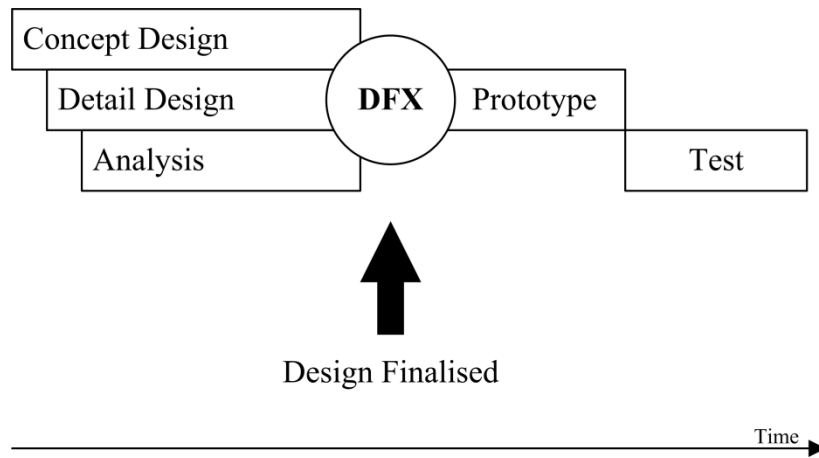 Concept Design
Detail Design
DFX
Prototype
Analysis
Test
Design Finalised
Time